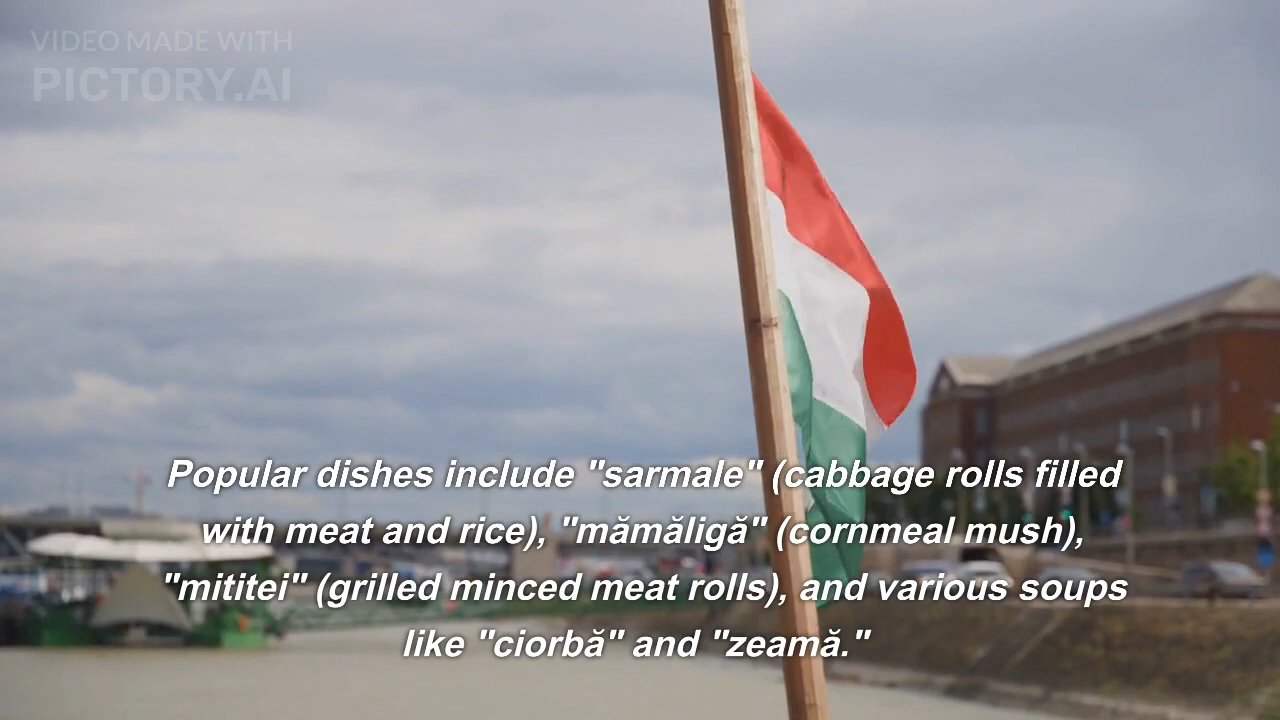 VIDEO MADE WITH
PICTORY.AI
Popular dishes include "sarmale" (cabbage rolls filled
with meat and rice), "mămăligă" (cornmeal mush),
"mititei" (grilled minced meat rolls), and various soups
like "ciorbă" and "zeamă."